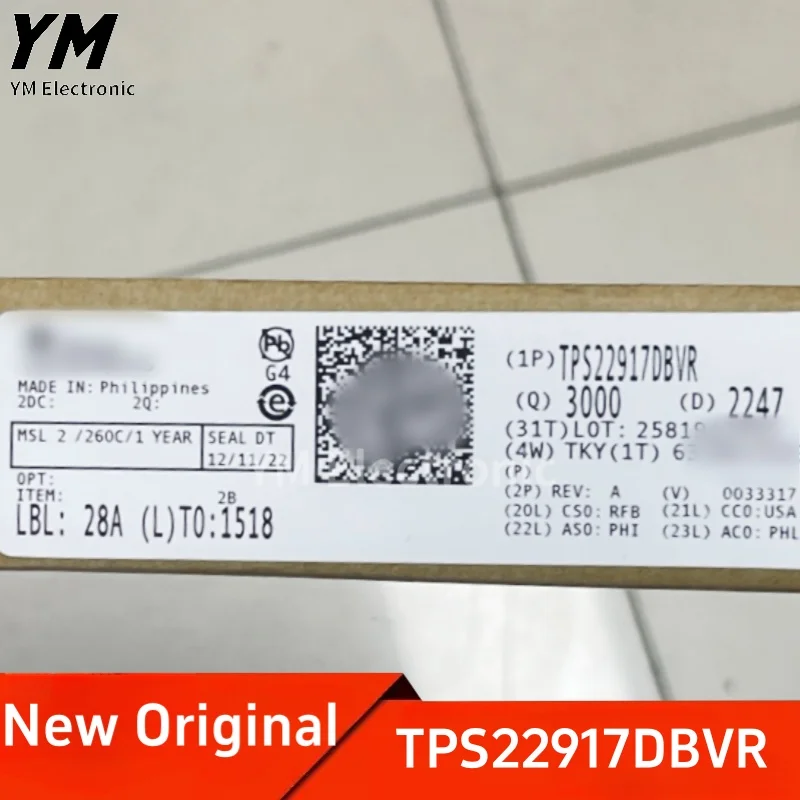 YM
YM Electronic
Pb
G4
e
MADE IN: Philippines
2DC: 2Q:
MSL 2 /260C/1 YEAR
SEAL DT
12/11/22
OPT:
ITEM: 2B
LBL: 28A (L)TO:1518
(1P)TPS22917DBVR
(Q) 3000 (D) 2247
(31T)LOT: 2581
(4W) TKY(1T) 6
(P)
(2P) REV: A (V) 0033317
(20L) CSO: RFB (21L) CCO:USA
(22L) ASO: PHI (23L) ACO: PHL
YM Electronic
New Original
TPS22917DBVR